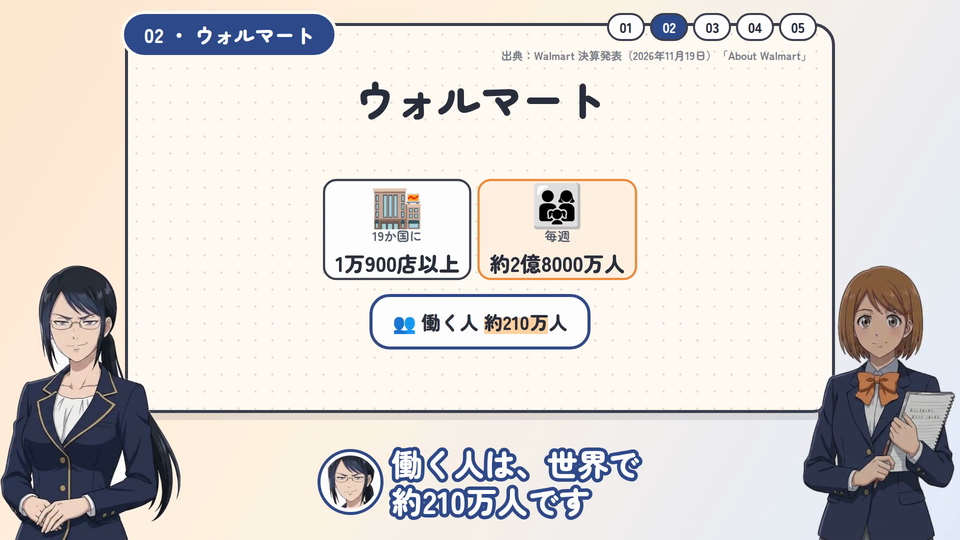 02 ・ ウォルマート
01 02 03 04 05
出典：Walmart 決算発表（2026年11月19日）「About Walmart」
ウォルマート
19か国に
1万900店以上
毎週
約2億8000万人
働く人 約210万人
働く人は、世界で
約210万人です